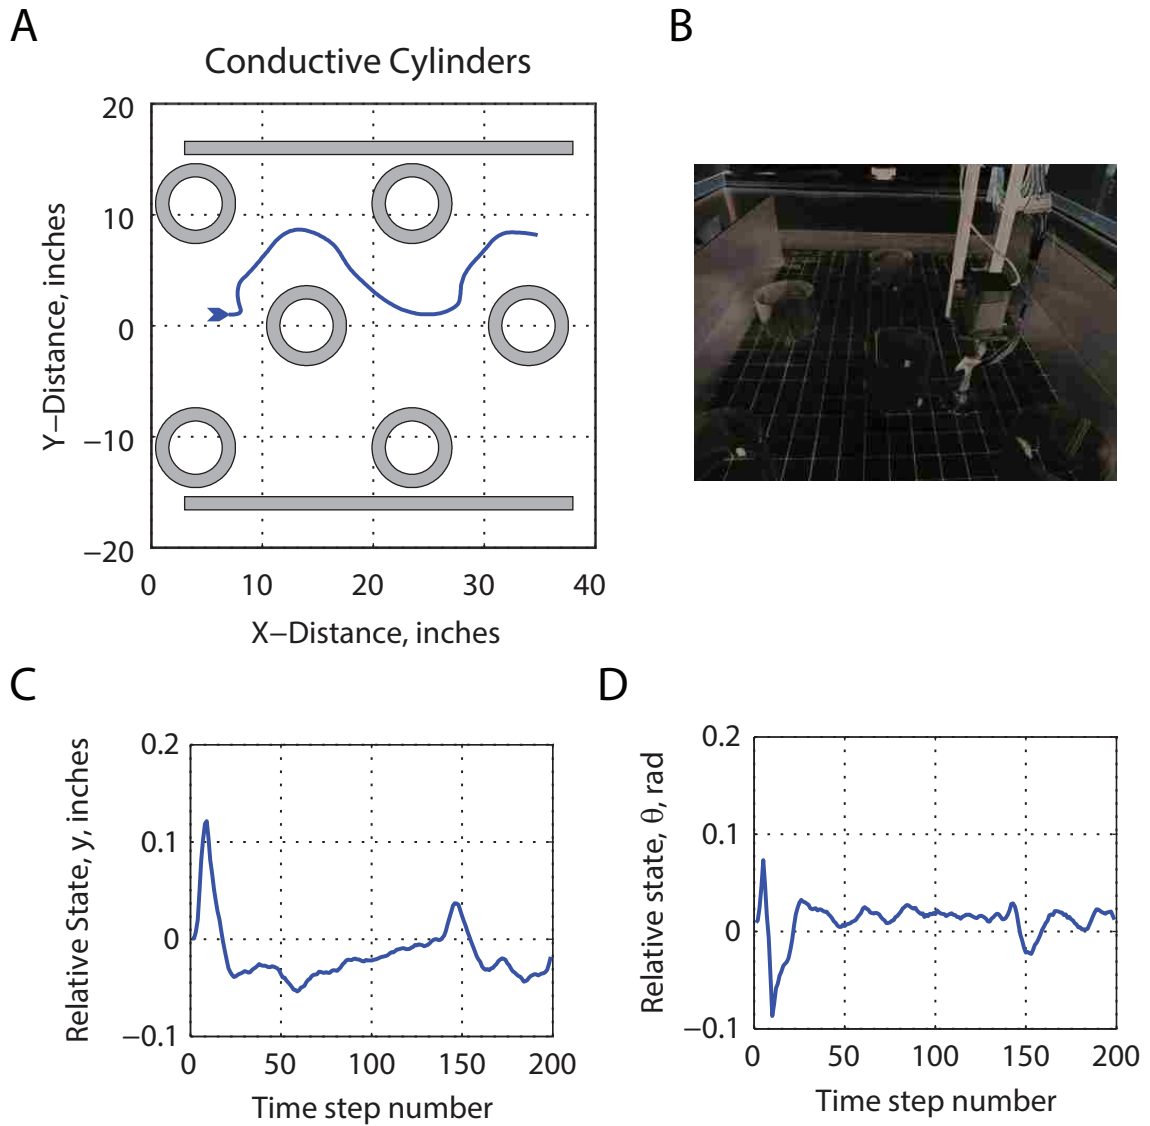 A
B
Conductive Cylinders
20
10
0
−10
−20
Y−Distance, inches
0
10
20
30
40
X−Distance, inches
C
D
0.2
0.1
0
−0.1
Relative State, y, inches
0
50
100
150
200
Time step number
0.2
0.1
0
−0.1
Relative state, θ, rad
0
50
100
150
200
Time step number